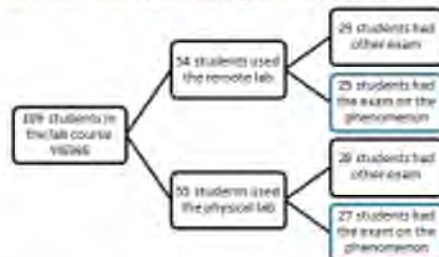 109 students in
the lab course
54 students used
the remote lab
55 students used
the physical lab
29 students had
other exam
25 students had
the exam on the
phenomenon
28 students had
other exam
27 students had
the exam on the
phenomenon